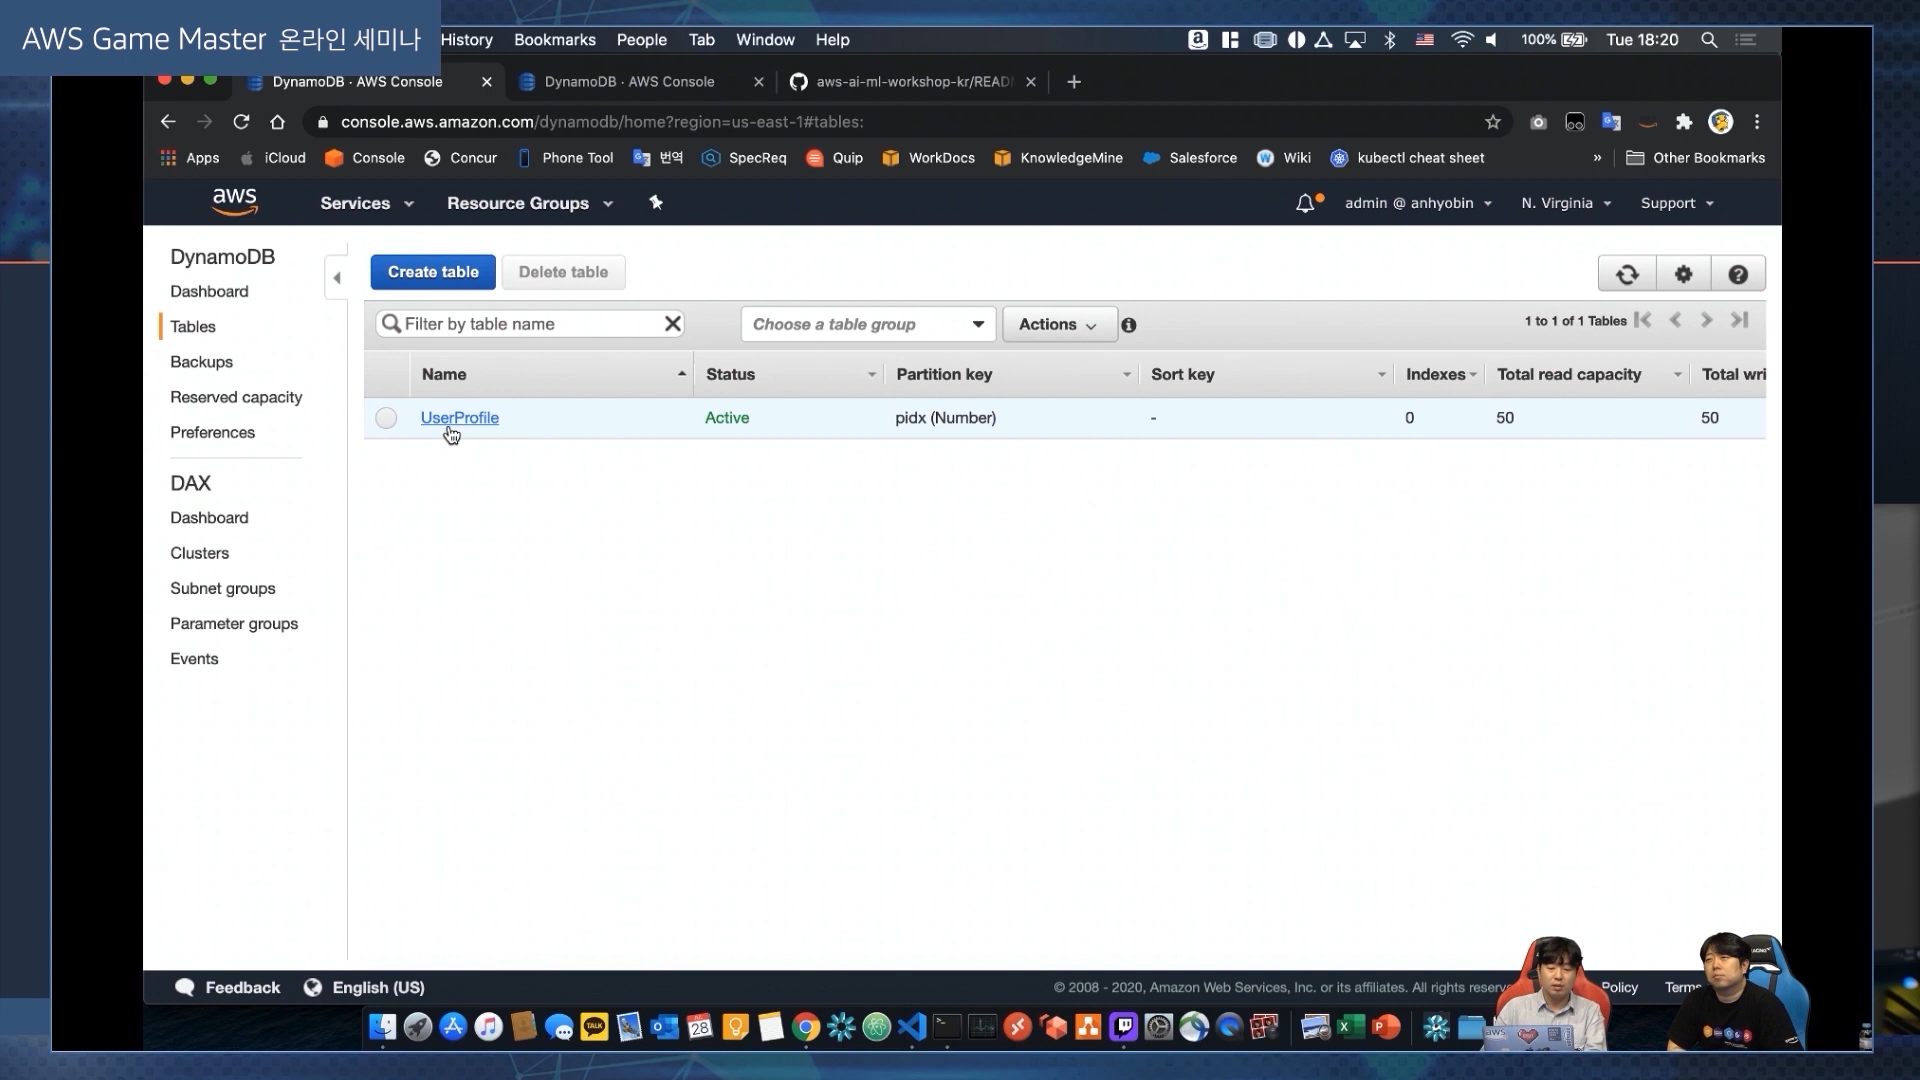 AWS Game Master 온라인 세미나
History Bookmarks People Tab Window Help
100% Tue 18:20
DynamoDB · AWS Console
DynamoDB · AWS Console
aws-ai-ml-workshop-kr/READ
console.aws.amazon.com/dynamodb/home?region=us-east-1#tables:
Apps iCloud Console Concur Phone Tool 번역 SpecReq Quip WorkDocs KnowledgeMine Salesforce Wiki kubectl cheat sheet » Other Bookmarks
aws Services Resource Groups admin @ anhyobin N. Virginia Support
DynamoDB
Dashboard
Tables
Backups
Reserved capacity
Preferences
DAX
Dashboard
Clusters
Subnet groups
Parameter groups
Events
Create table Delete table
Filter by table name Choose a table group Actions 1 to 1 of 1 Tables
Name Status Partition key Sort key Indexes Total read capacity Total wri
UserProfile Active pidx (Number) - 0 50 50
Feedback English (US) © 2008 - 2020, Amazon Web Services, Inc. or its affiliates. All rights reserv Policy Terms
TALK
28
aws